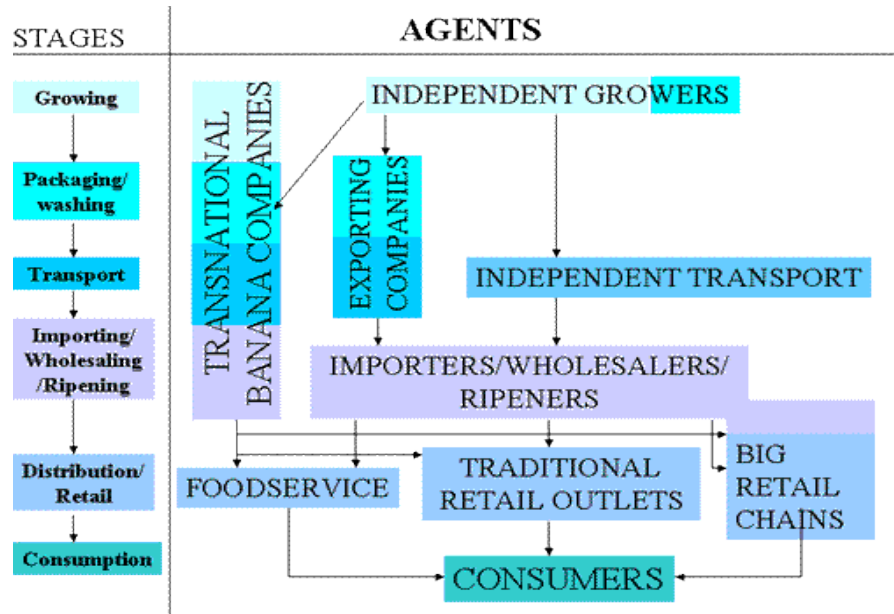 STAGES
AGENTS
Growing
Packaging/
washing
Transport
Importing/
Wholesaling
/Ripening
Distribution/
Retail
Consumption
TRANSNATIONAL
BANANA COMPANIES
INDEPENDENT GROWERS
EXPORTING
COMPANIES
INDEPENDENT TRANSPORT
IMPORTERS/WHOLESALERS/
RIPENERS
FOODSERVICE
TRADITIONAL
RETAIL OUTLETS
BIG
RETAIL
CHAINS
CONSUMERS